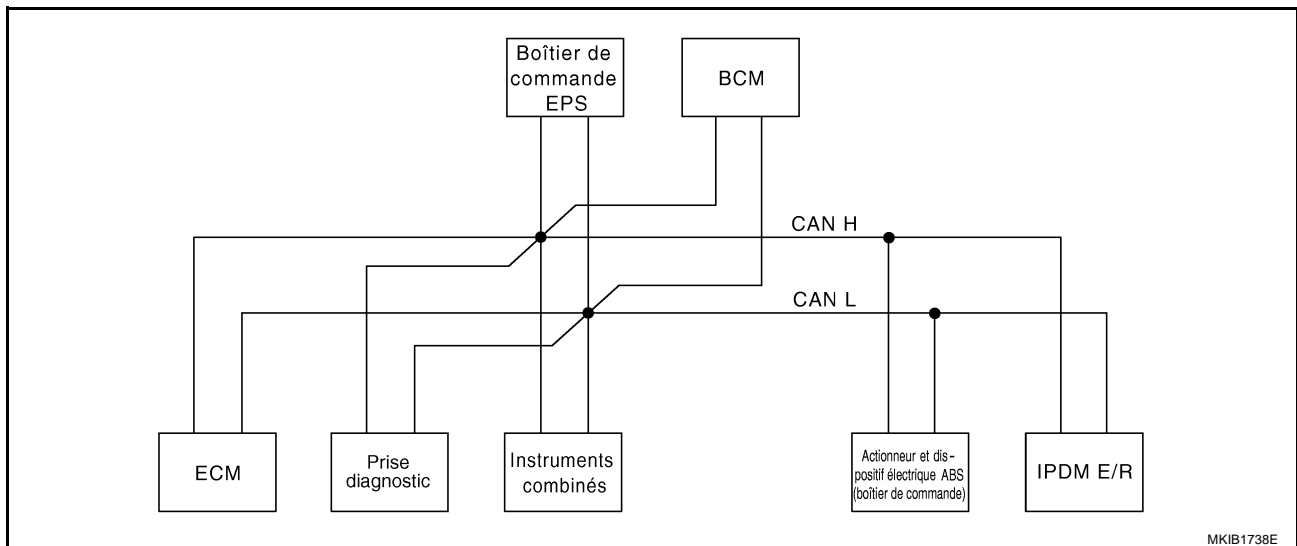 Boîtier de
commande
EPS
BCM
CAN H
CAN L
ECM
Prise
diagnostic
Instruments
combinés
Actionneur et dis-
positif électrique ABS
(boîtier de commande)
IPDM E/R
MKIB1738E